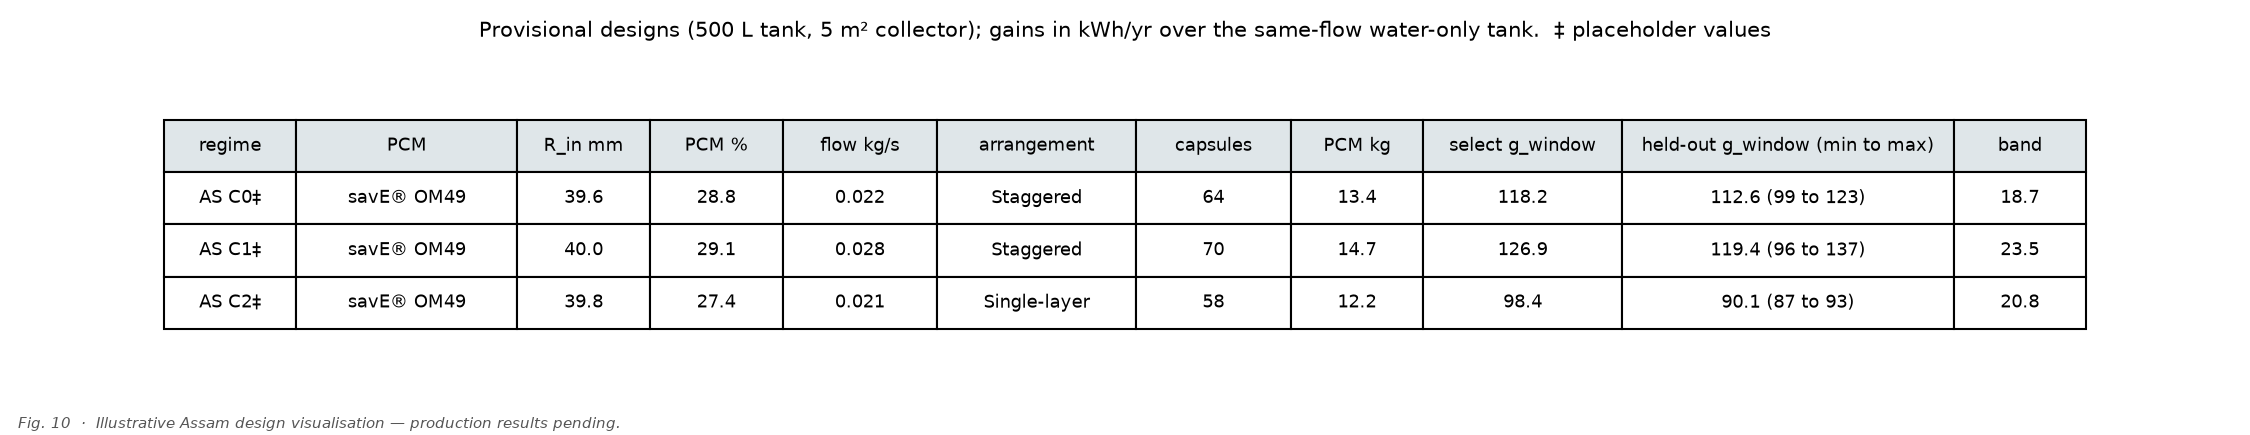 Provisional designs (500 L tank, 5 m² collector); gains in kWh/yr over the same-flow water-only tank.  ‡ placeholder values
regime PCM R_in mm PCM % flow kg/s arrangement capsules PCM kg select g_window held-out g_window (min to max) band
AS C0‡ savE® OM49 39.6 28.8 0.022 Staggered 64 13.4 118.2 112.6 (99 to 123) 18.7
AS C1‡ savE® OM49 40.0 29.1 0.028 Staggered 70 14.7 126.9 119.4 (96 to 137) 23.5
AS C2‡ savE® OM49 39.8 27.4 0.021 Single-layer 58 12.2 98.4 90.1 (87 to 93) 20.8
Fig. 10 · Illustrative Assam design visualisation — production results pending.